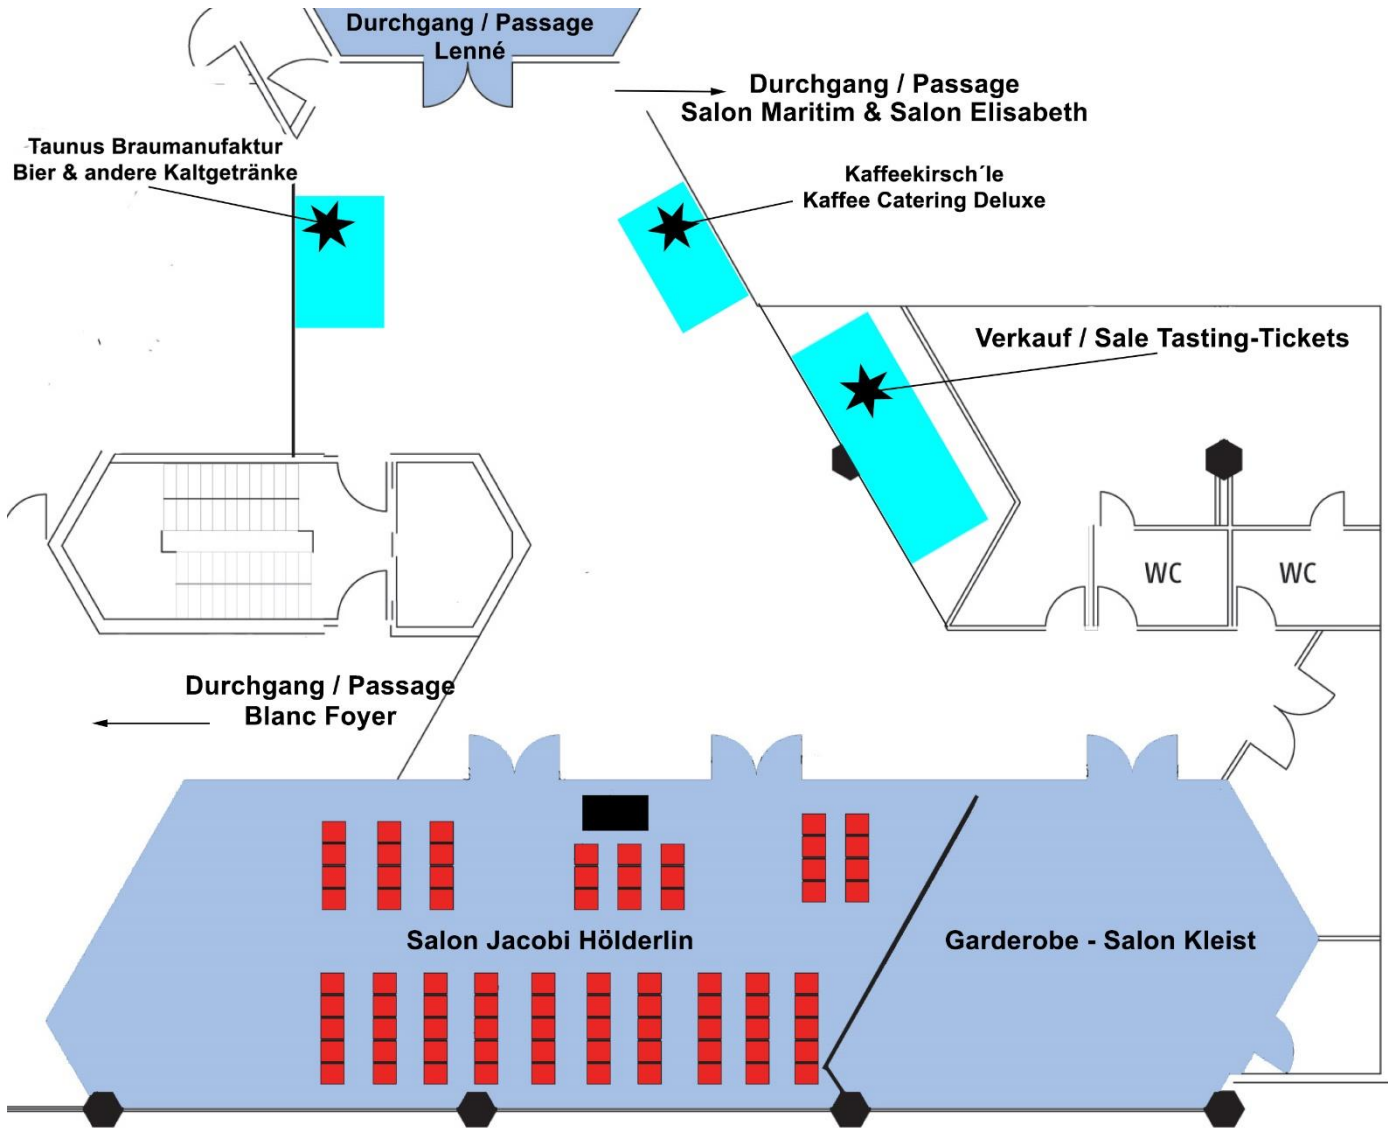 Durchgang / Passage
Lenné
Durchgang / Passage
Salon Maritim & Salon Elisabeth
Taunus Braumanufaktur
Bier & andere Kaltgetränke
Kaffeekirsch´le
Kaffee Catering Deluxe
Verkauf / Sale Tasting-Tickets
WC
WC
Durchgang / Passage
Blanc Foyer
Salon Jacobi Hölderlin
Garderobe - Salon Kleist